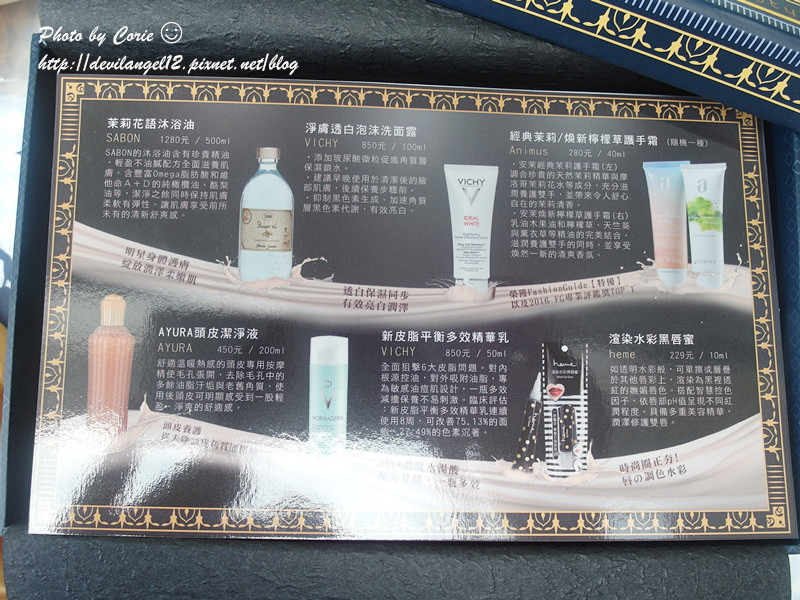 Photo by Corie
http://devilangel12.pixnet.net/blog
茉莉花語沐浴油
SABON 1280元 / 500ml
SABON的沐浴油含有珍貴精油
,輕盈不油膩配方全面滋養肌
膚。含豐富Omega脂肪酸和維
他命A+D的純橄欖油、酪梨
油等,潔淨之餘同時保持肌膚
柔軟有彈性。讓肌膚享受前所
未有的清新舒爽感。
明星身體護膚
綻放潤澤柔嫩肌
淨膚透白泡沫洗面露
VICHY 850元 / 100ml
・添加玻尿酸微粒促進角質層
保濕鎖水。
・建議早晚使用於清潔後的臉
部肌膚,後續保養步驟前。
・抑制黑色素生成,加速角質
層黑色素代謝,有效亮白。
VICHY
IDEAL
WHITE
透白保濕同步
有效亮白潤澤
經典茉莉/煥新檸檬草護手霜 (隨機一種)
Animus 280元 / 40ml
・安茉經典茉莉護手霜(左)
調合珍貴的天然茉莉精華與摩
洛哥茉莉花水等成分,充分滋
潤養護雙手,並帶來令人舒心
自在的茉莉清香。
・安茉煥新檸檬草護手霜(右)
乳油木果油和檸檬草、天竺葵
與薰衣草等精油的完美結合,
滋潤養護雙手的同時,並享受
煥然一新的清爽香氛。
榮獲FashionGuide【特優】
以及2016 FG專業評鑑獎TOP 1
AYURA頭皮潔淨液
AYURA 450元 / 200ml
舒適溫暖熱感的頭皮專用按摩
精使毛孔張開,去除毛孔中的
多餘油脂汙垢與老舊角質,使
用後頭皮可明顯感受到一股輕
盈、淨爽的舒適感。
頭皮養護
新皮脂平衡多效精華乳
VICHY 850元 / 50ml
全面狙擊6大皮脂問題。對內
根源控油,對外吸附油脂,專
為敏感油痘肌設計,一瓶多效
減擔保養不易刺激。臨床評估
:新皮脂平衡多效精華乳連續
使用8周,可改善75.13%的面
49%的色素沉著。
NORMADERM
一瓶多效
渲染水彩黑唇蜜
heme 229元 / 10ml
如透明水彩般,可單擦或層疊
於其他唇彩上,渲染為黑裡透
紅的嫵媚唇色。搭配智慧控色
因子,依唇部pH值呈現不同紅
潤程度。具備多重美容精華,
潤澤修護雙唇。
heme
時尚圈正夯!
唇の調色水彩